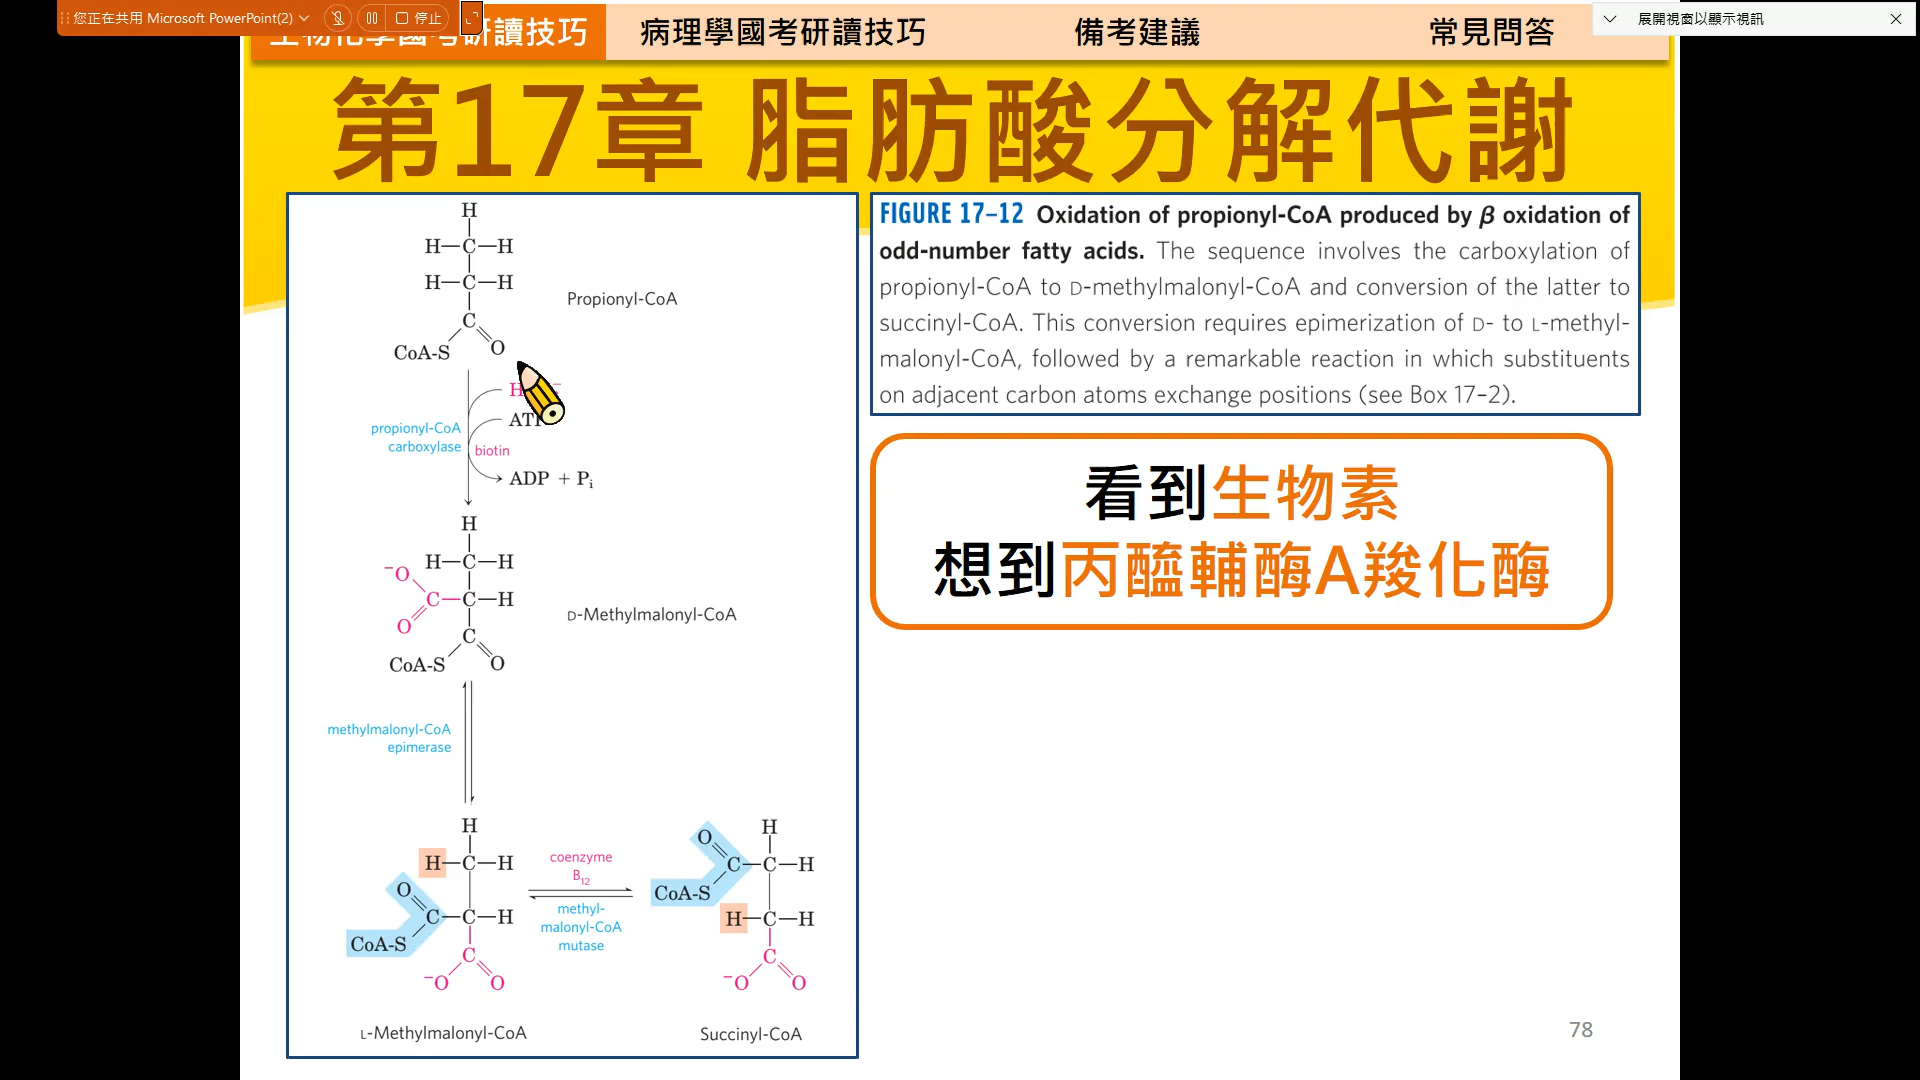 您正在共用 Microsoft PowerPoint(2)
停止
展開視窗以顯示視訊
研讀技巧
病理學國考研讀技巧
備考建議
常見問答
第17章 脂肪酸分解代謝
H
H—C—H
H—C—H
Propionyl-CoA
C
CoA-S
O
H
propionyl-CoA
carboxylase
biotin
ADP + Pi
H
⁻O
H—C—H
C—C—H
O
D-Methylmalonyl-CoA
C
CoA-S
O
methylmalonyl-CoA
epimerase
H
H—C—H
O
C—C—H
CoA-S
C
⁻O
O
L-Methylmalonyl-CoA
coenzyme
B12
methyl-
malonyl-CoA
mutase
O
H
C—C—H
CoA-S
H—C—H
C
⁻O
O
Succinyl-CoA
FIGURE 17–12 Oxidation of propionyl-CoA produced by β oxidation of
odd-number fatty acids. The sequence involves the carboxylation of
propionyl-CoA to D-methylmalonyl-CoA and conversion of the latter to
succinyl-CoA. This conversion requires epimerization of D- to L-methyl-
malonyl-CoA, followed by a remarkable reaction in which substituents
on adjacent carbon atoms exchange positions (see Box 17–2).
看到生物素
想到丙醯輔酶A羧化酶
78